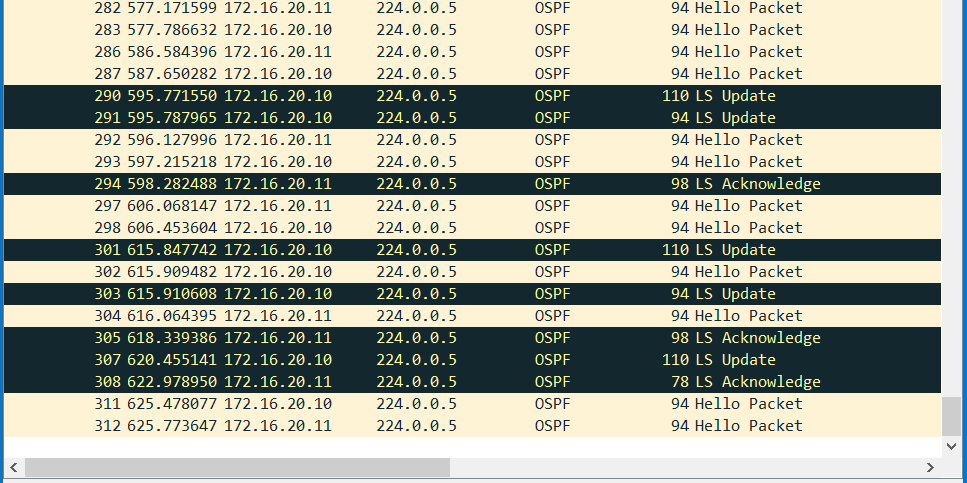 282 577.171599 172.16.20.11 224.0.0.5 OSPF 94 Hello Packet
283 577.786632 172.16.20.10 224.0.0.5 OSPF 94 Hello Packet
286 586.584396 172.16.20.11 224.0.0.5 OSPF 94 Hello Packet
287 587.650282 172.16.20.10 224.0.0.5 OSPF 94 Hello Packet
290 595.771550 172.16.20.10 224.0.0.5 OSPF 110 LS Update
291 595.787965 172.16.20.10 224.0.0.5 OSPF 94 LS Update
292 596.127996 172.16.20.11 224.0.0.5 OSPF 94 Hello Packet
293 597.215218 172.16.20.10 224.0.0.5 OSPF 94 Hello Packet
294 598.282488 172.16.20.11 224.0.0.5 OSPF 98 LS Acknowledge
297 606.068147 172.16.20.11 224.0.0.5 OSPF 94 Hello Packet
298 606.453604 172.16.20.10 224.0.0.5 OSPF 94 Hello Packet
301 615.847742 172.16.20.10 224.0.0.5 OSPF 110 LS Update
302 615.909482 172.16.20.10 224.0.0.5 OSPF 94 Hello Packet
303 615.910608 172.16.20.10 224.0.0.5 OSPF 94 LS Update
304 616.064395 172.16.20.11 224.0.0.5 OSPF 94 Hello Packet
305 618.339386 172.16.20.11 224.0.0.5 OSPF 98 LS Acknowledge
307 620.455141 172.16.20.10 224.0.0.5 OSPF 110 LS Update
308 622.978950 172.16.20.11 224.0.0.5 OSPF 78 LS Acknowledge
311 625.478077 172.16.20.10 224.0.0.5 OSPF 94 Hello Packet
312 625.773647 172.16.20.11 224.0.0.5 OSPF 94 Hello Packet